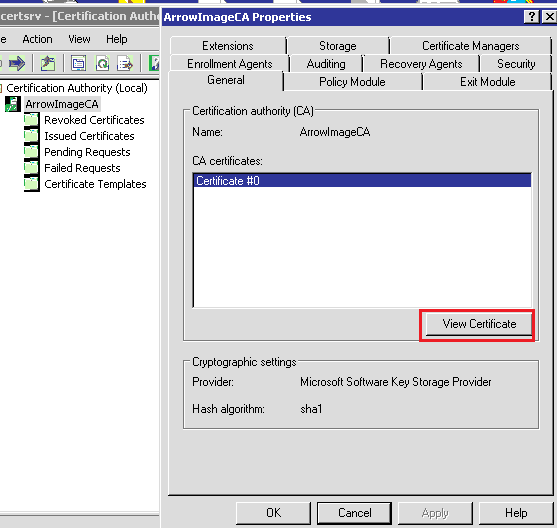 certsrv - [Certification Autho
ArrowImageCA Properties
e Action View Help
Certification Authority (Local)
ArrowImageCA
Revoked Certificates
Issued Certificates
Pending Requests
Failed Requests
Certificate Templates
Extensions Storage Certificate Managers
Enrollment Agents Auditing Recovery Agents Security
General Policy Module Exit Module
Certification authority (CA)
Name: ArrowImageCA
CA certificates:
Certificate #0
View Certificate
Cryptographic settings
Provider: Microsoft Software Key Storage Provider
Hash algorithm: sha1
OK Cancel Apply Help